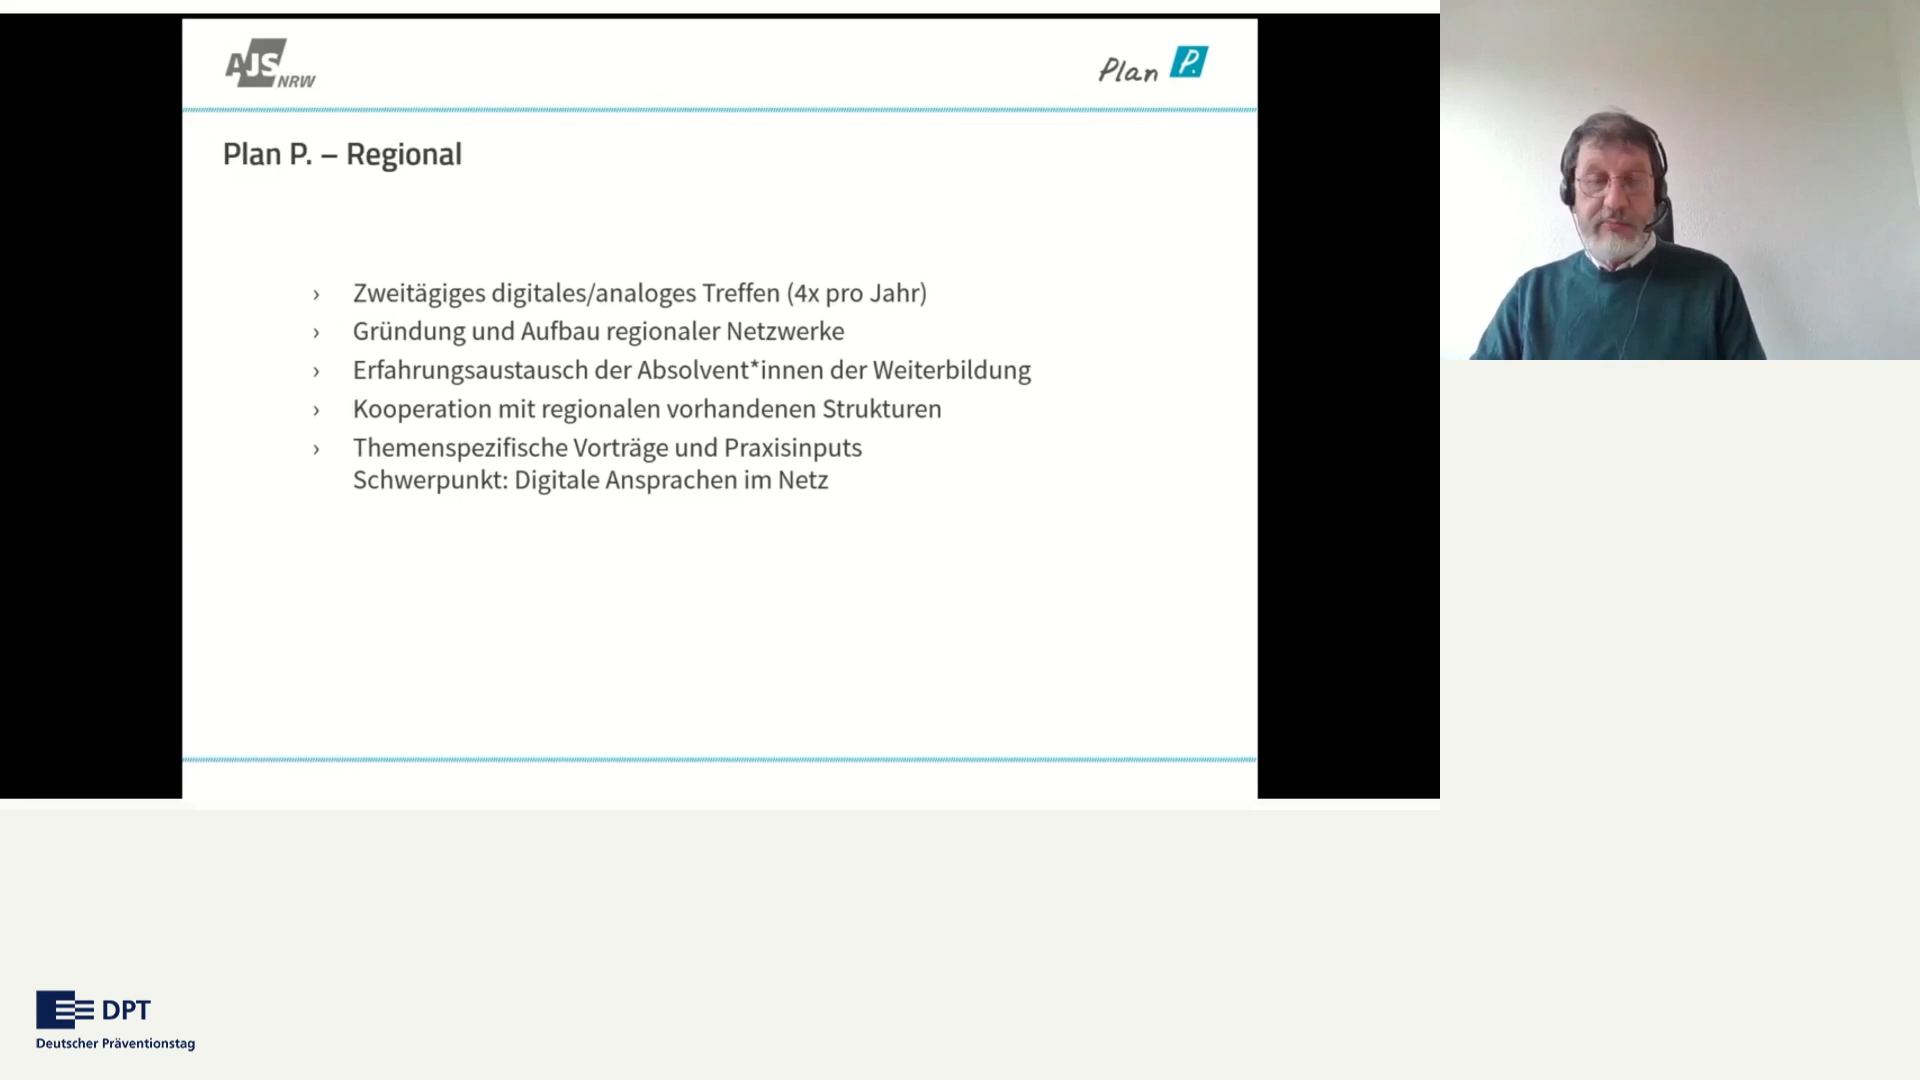 AJS NRW
Plan P.
Plan P. – Regional
› Zweitägiges digitales/analoges Treffen (4x pro Jahr)
› Gründung und Aufbau regionaler Netzwerke
› Erfahrungsaustausch der Absolvent*innen der Weiterbildung
› Kooperation mit regionalen vorhandenen Strukturen
› Themenspezifische Vorträge und Praxisinputs
Schwerpunkt: Digitale Ansprachen im Netz
DPT
Deutscher Präventionstag